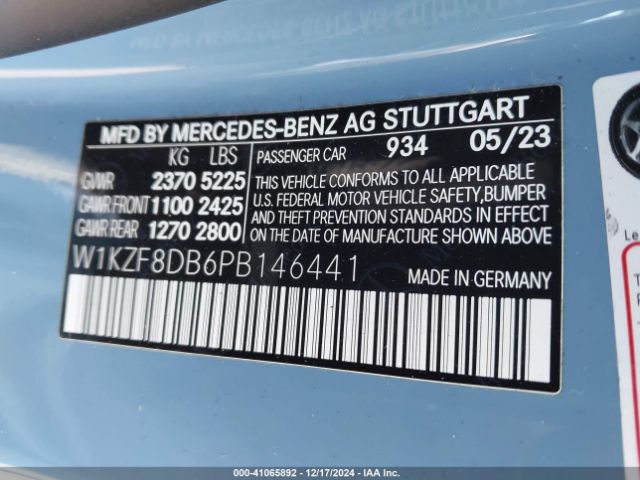 MFD BY MERCEDES-BENZ AG STUTTGART
KG LBS
PASSENGER CAR 934 05/23
GVWR 2370 5225
GAWR FRONT 1100 2425
GAWR REAR 1270 2800
THIS VEHICLE CONFORMS TO ALL APPLICABLE
U.S. FEDERAL MOTOR VEHICLE SAFETY, BUMPER
AND THEFT PREVENTION STANDARDS IN EFFECT
ON THE DATE OF MANUFACTURE SHOWN ABOVE.
W1KZF8DB6PB146441
MADE IN GERMANY
000-41065892 - 12/17/2024 - IAA Inc.